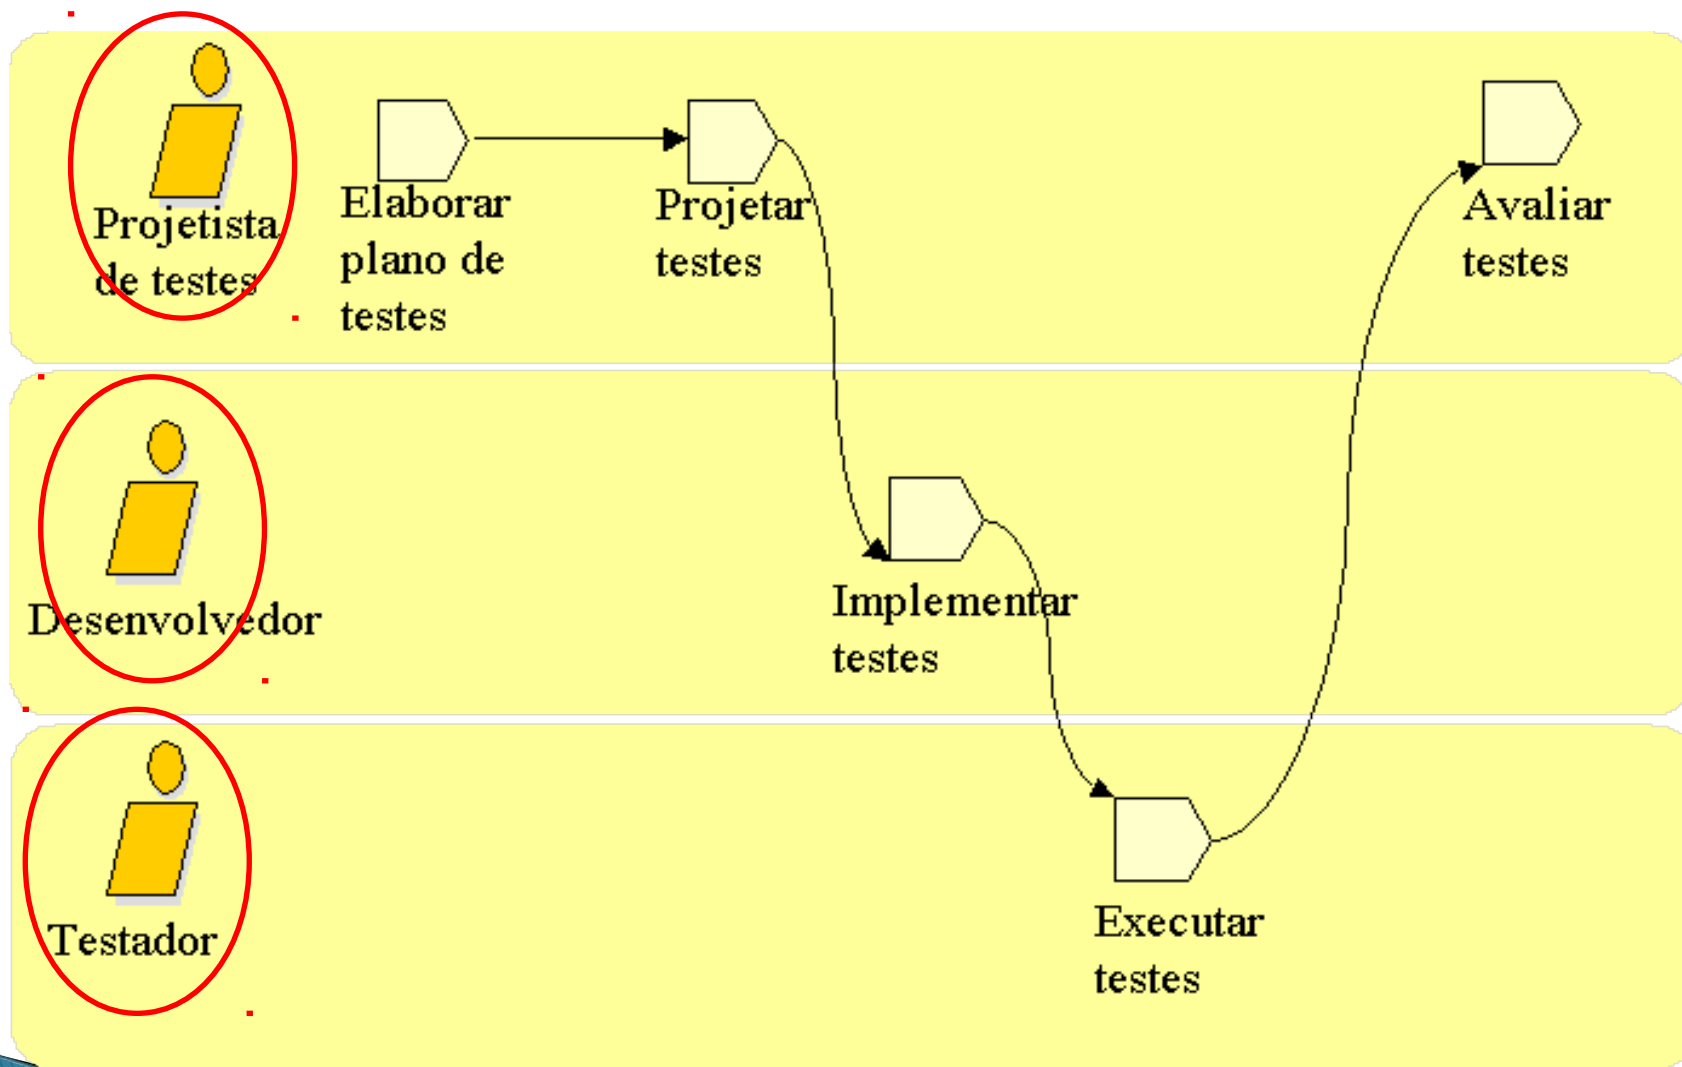 Projetista
de testes
Elaborar
plano de
testes
Projetar
testes
Avaliar
testes
Desenvolvedor
Implementar
testes
Testador
Executar
testes